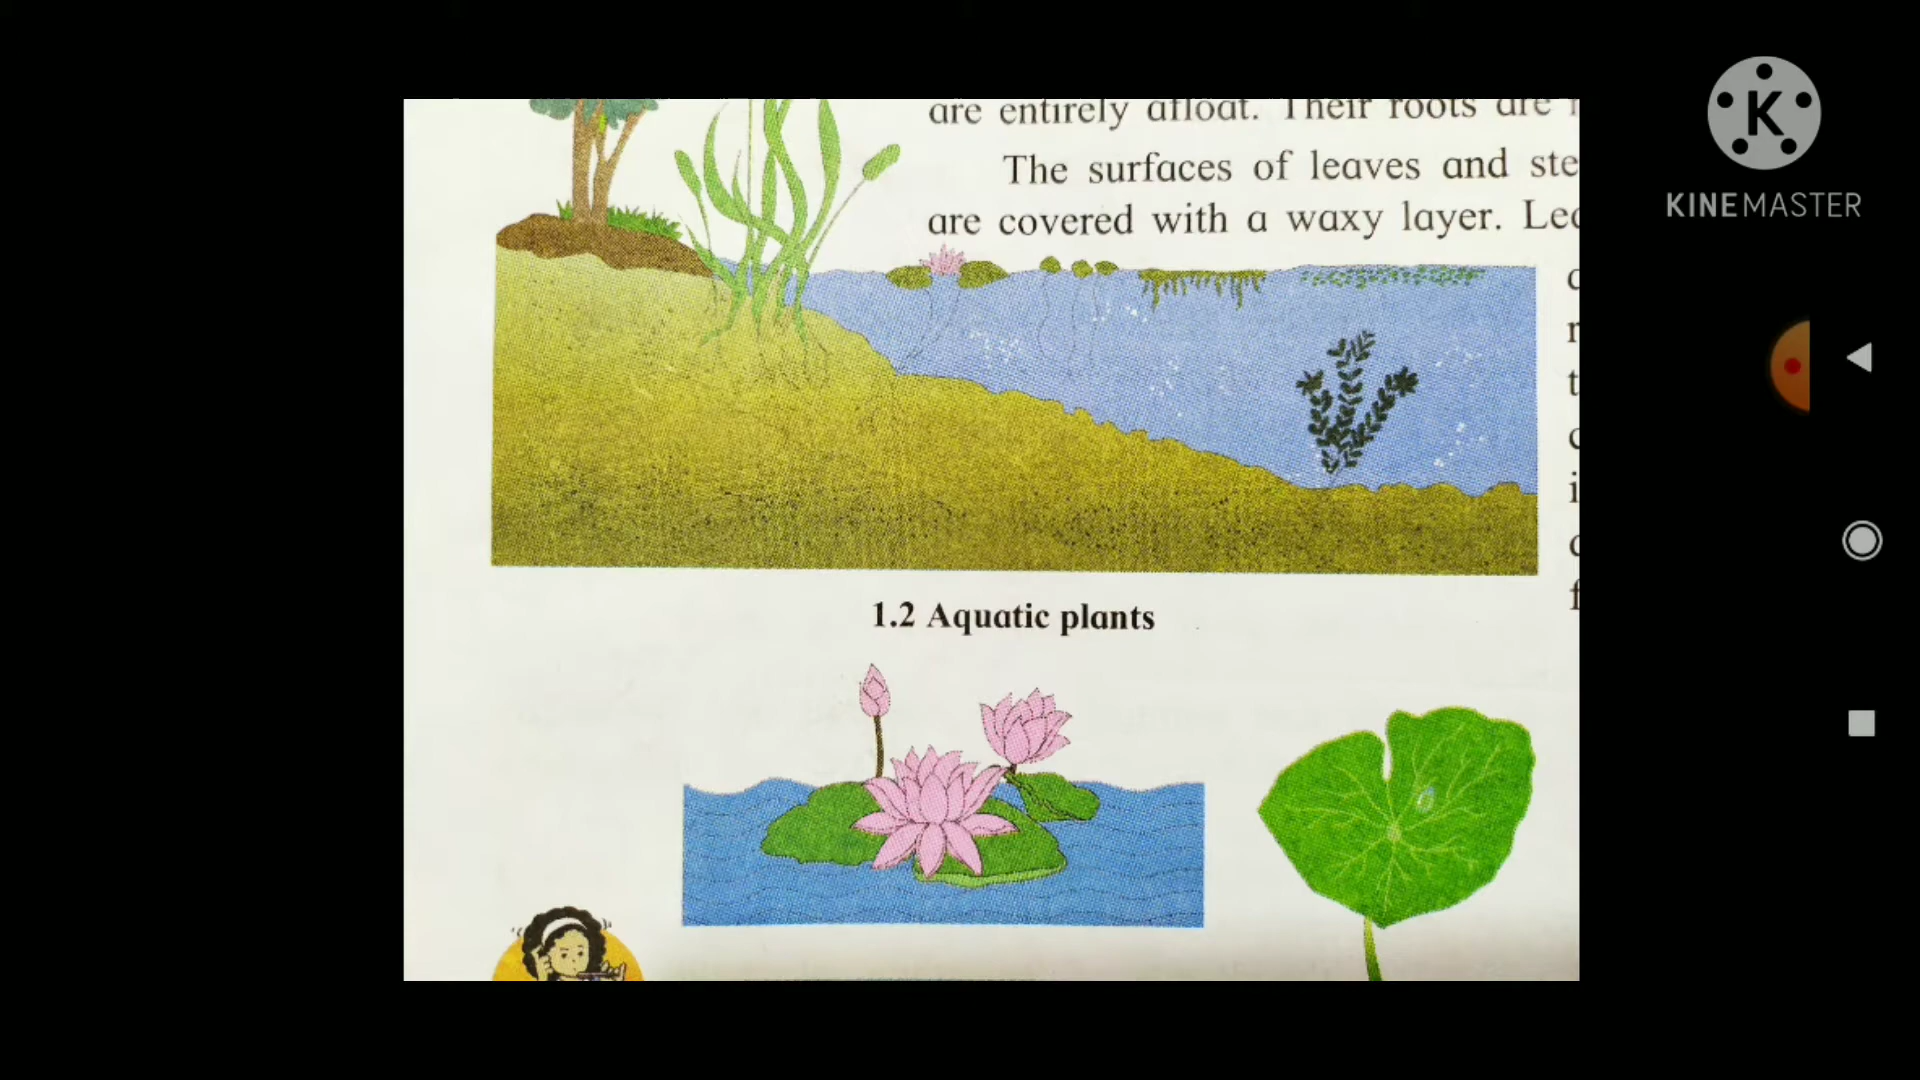 are entirely afloat. Their roots are
The surfaces of leaves and ste
are covered with a waxy layer. Lea
1.2 Aquatic plants
K
KINEMASTER